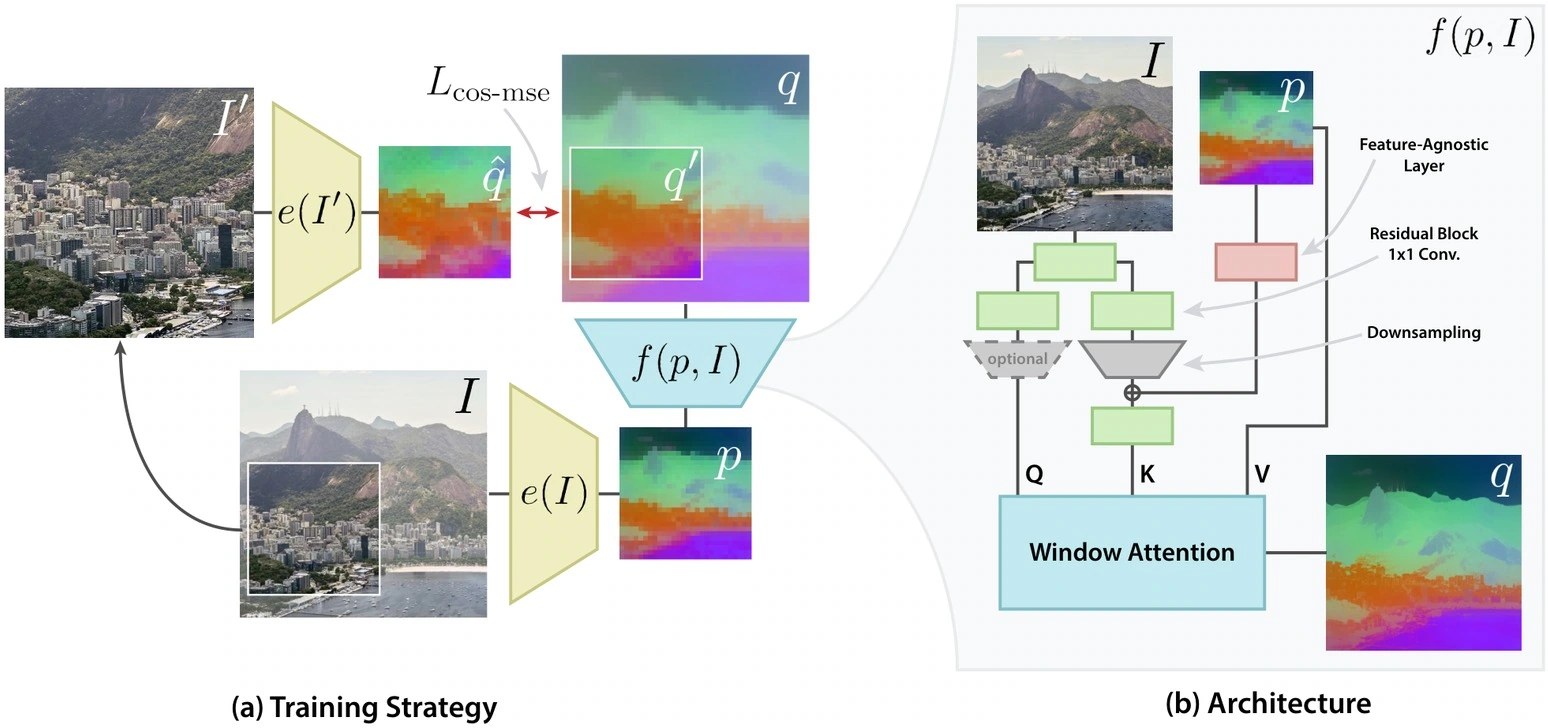 I′
e(I′)
q̂
L_cos-mse
q
q′
f(p, I)
I
e(I)
p
(a) Training Strategy
f(p, I)
I
p
Feature-Agnostic
Layer
Residual Block
1x1 Conv.
Downsampling
optional
Q
K
V
Window Attention
q
(b) Architecture